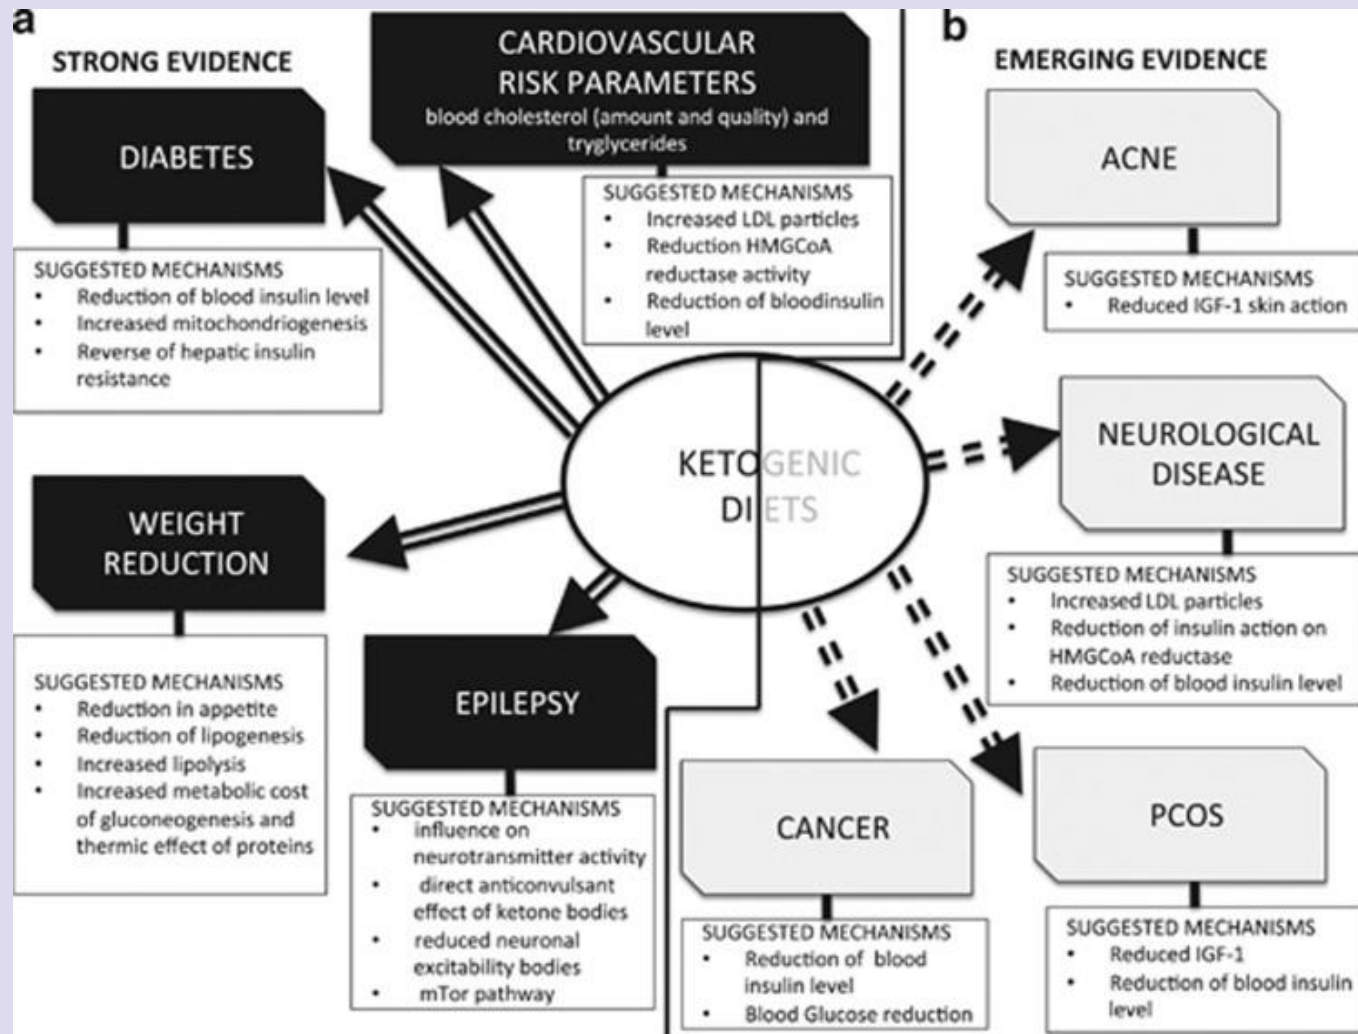 a
STRONG EVIDENCE
DIABETES
SUGGESTED MECHANISMS
• Reduction of blood insulin level
• Increased mitochondriogenesis
• Reverse of hepatic insulin
resistance
CARDIOVASCULAR
RISK PARAMETERS
blood cholesterol (amount and quality) and
tryglycerides
SUGGESTED MECHANISMS
• Increased LDL particles
• Reduction HMGCoA
reductase activity
• Reduction of bloodinsulin
level
WEIGHT
REDUCTION
SUGGESTED MECHANISMS
• Reduction in appetite
• Reduction of lipogenesis
• Increased lipolysis
• Increased metabolic cost
of gluconeogenesis and
thermic effect of proteins
EPILEPSY
SUGGESTED MECHANISMS
• influence on
neurotransmitter activity
• direct anticonvulsant
effect of ketone bodies
• reduced neuronal
excitability bodies
• mTor pathway
KETOGENIC
DIETS
b
EMERGING EVIDENCE
ACNE
SUGGESTED MECHANISMS
• Reduced IGF-1 skin action
NEUROLOGICAL
DISEASE
SUGGESTED MECHANISMS
• Increased LDL particles
• Reduction of insulin action on
HMGCoA reductase
• Reduction of blood insulin level
CANCER
SUGGESTED MECHANISMS
• Reduction of blood
insulin level
• Blood Glucose reduction
PCOS
SUGGESTED MECHANISMS
• Reduced IGF-1
• Reduction of blood insulin
level